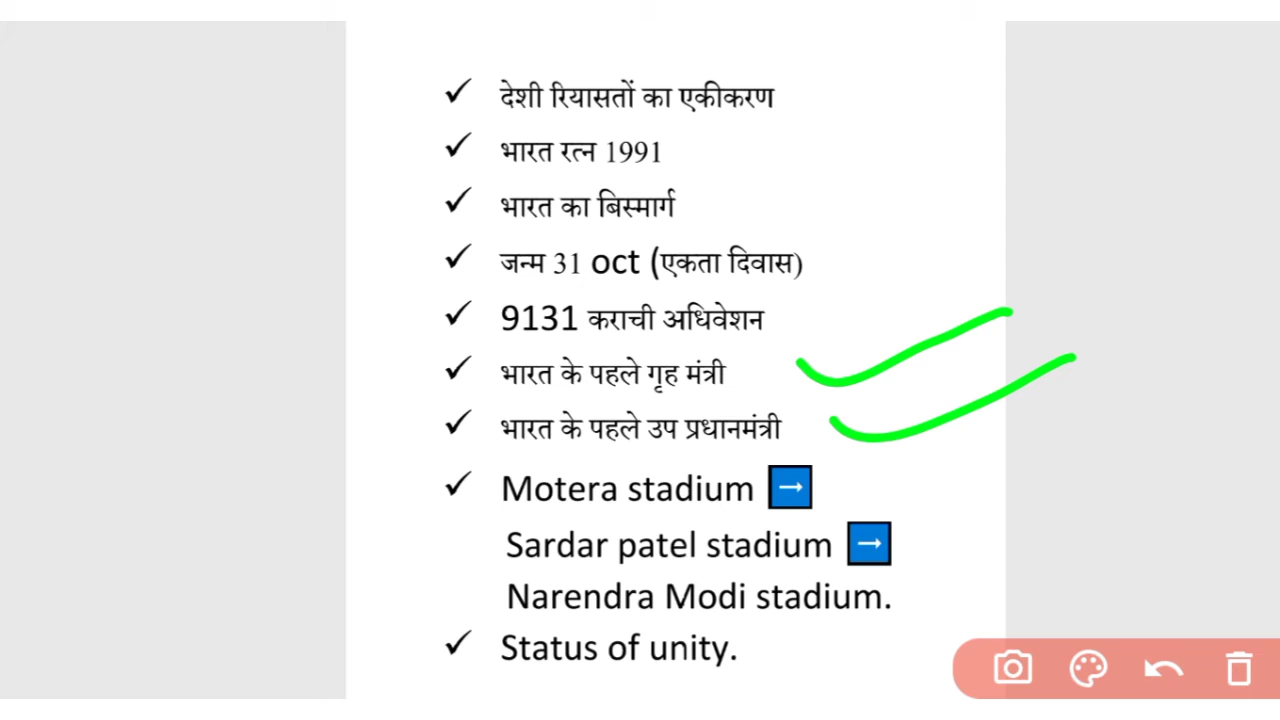 देशी रियासतों का एकीकरण
भारत रत्न 1991
भारत का बिस्मार्ग
जन्म 31 oct (एकता दिवास)
9131 कराची अधिवेशन
भारत के पहले गृह मंत्री
भारत के पहले उप प्रधानमंत्री
Motera stadium →
Sardar patel stadium →
Narendra Modi stadium.
Status of unity.